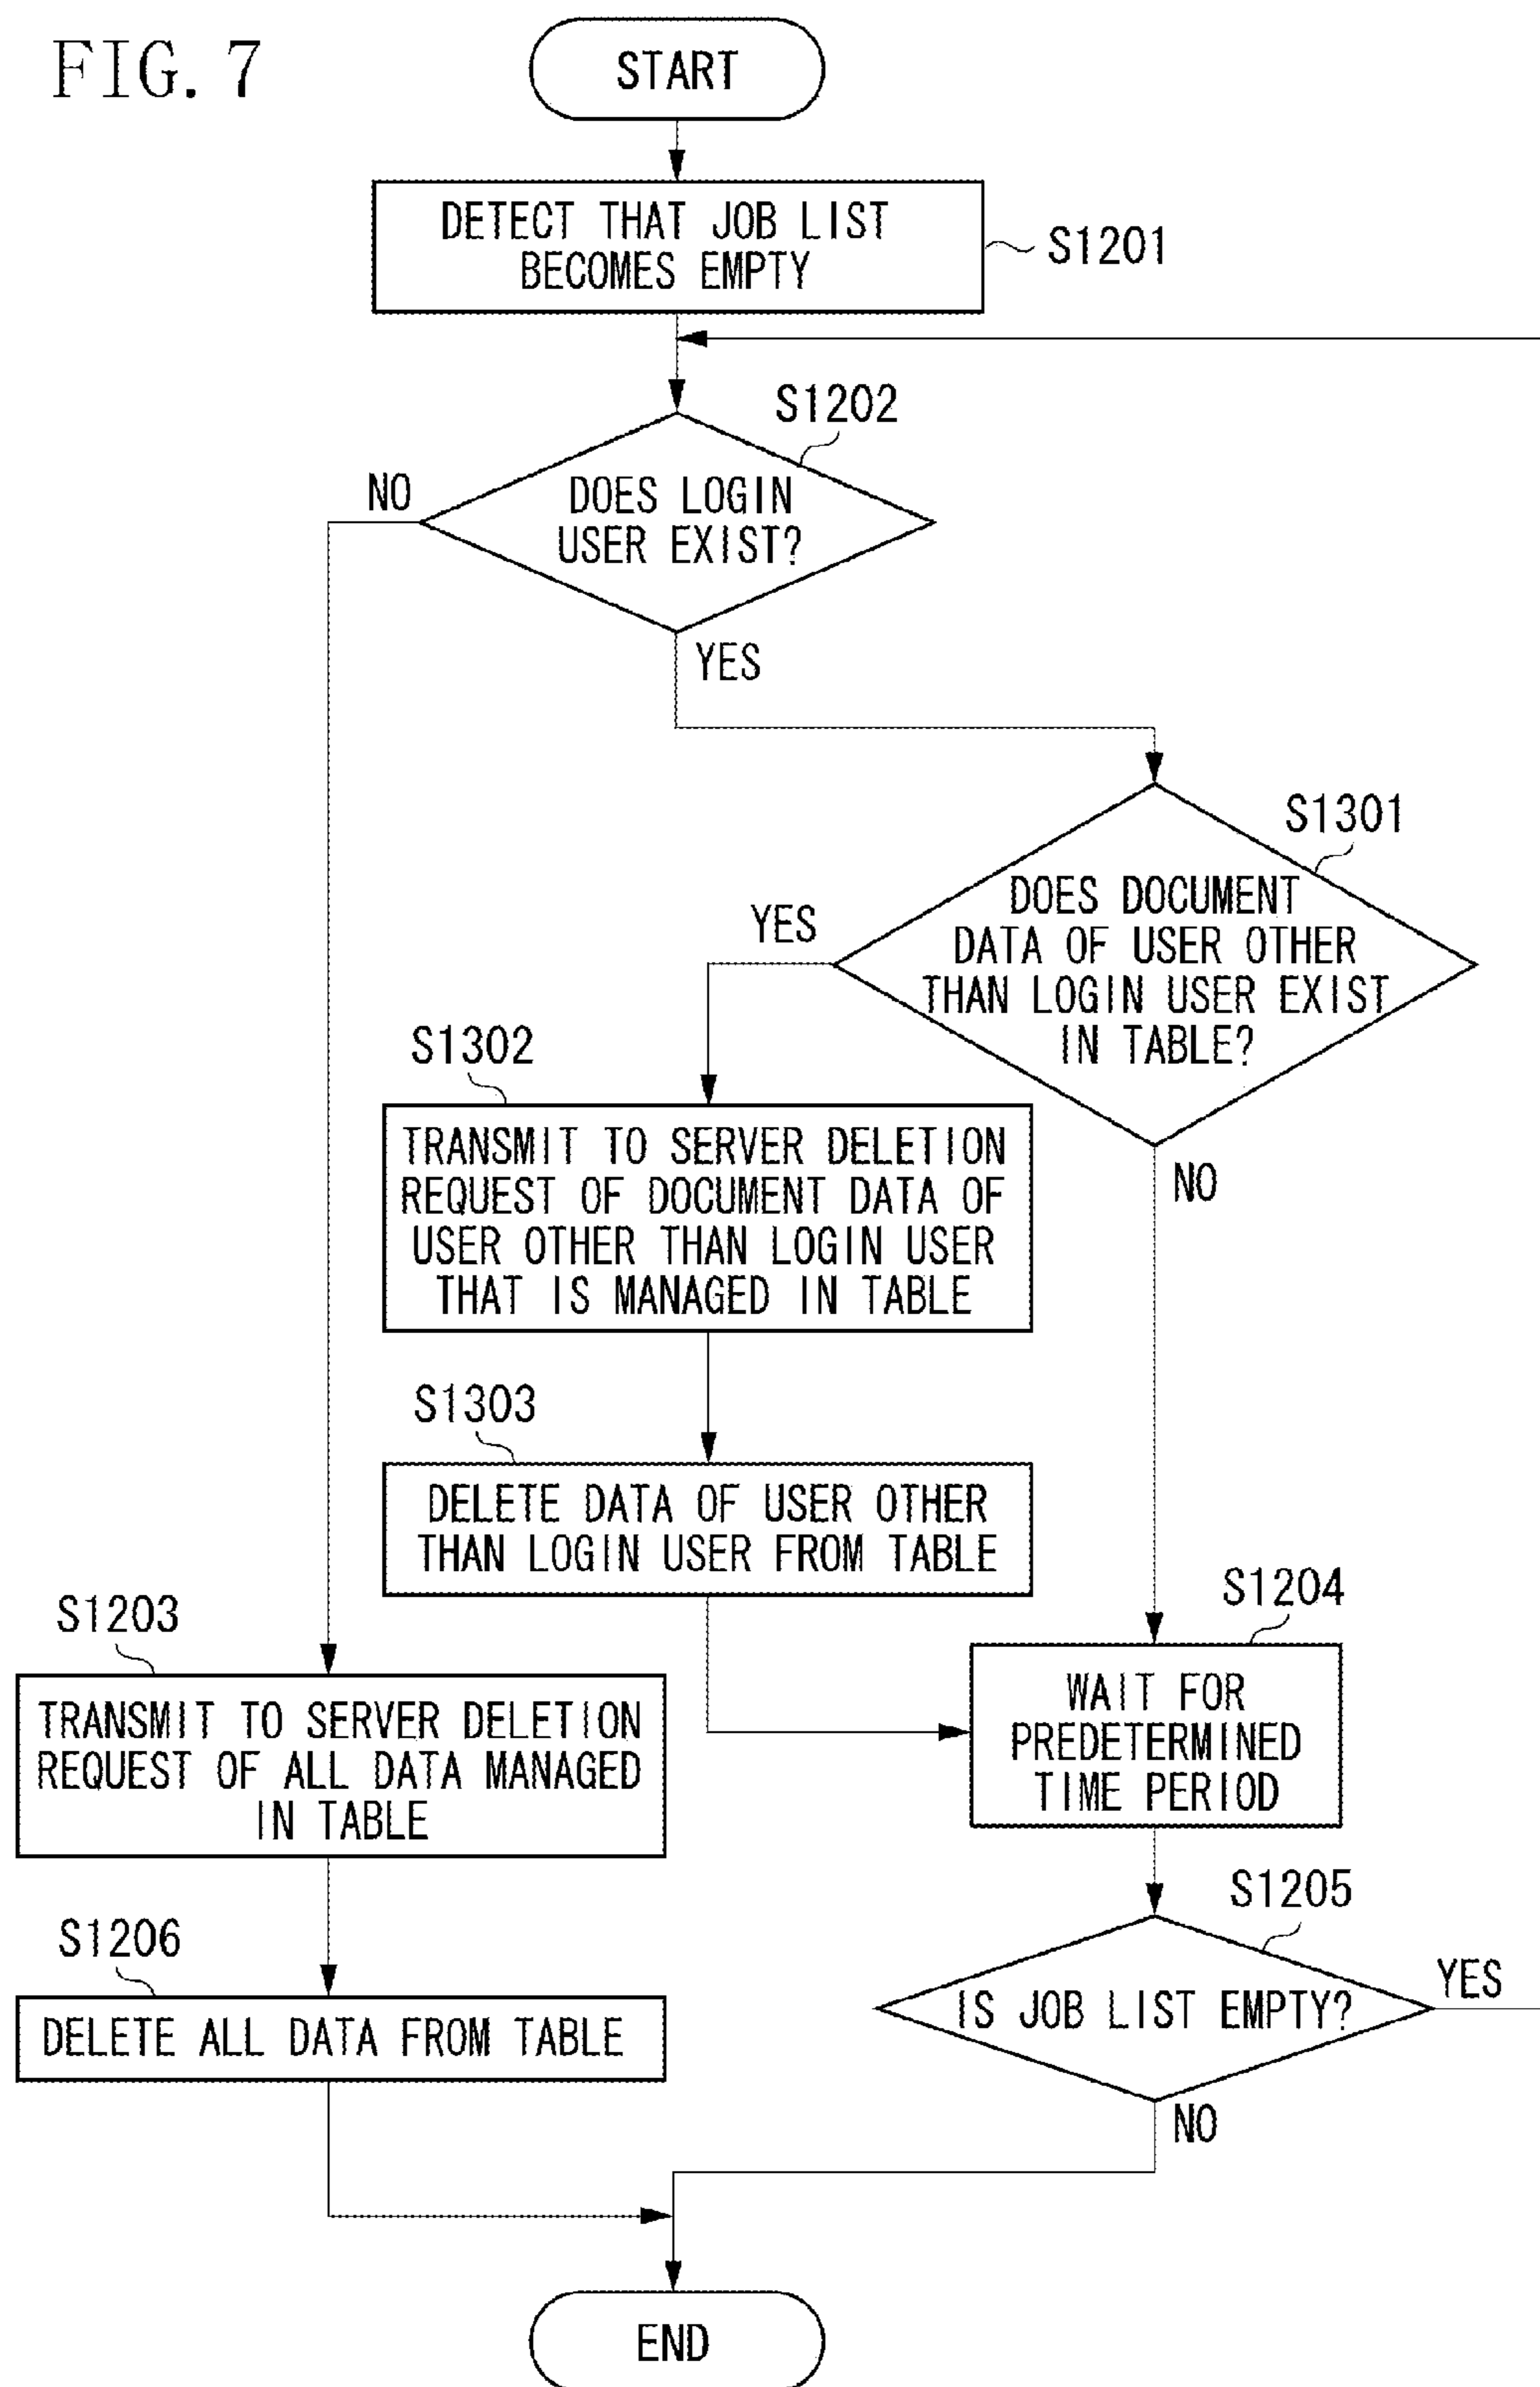 FIG. 7
START
DETECT THAT JOB LIST
BECOMES EMPTY
S1201
S1202
NO
DOES LOGIN
USER EXIST?
YES
S1301
DOES DOCUMENT
DATA OF USER OTHER
THAN LOGIN USER EXIST
IN TABLE?
YES
NO
S1302
TRANSMIT TO SERVER DELETION
REQUEST OF DOCUMENT DATA OF
USER OTHER THAN LOGIN USER
THAT IS MANAGED IN TABLE
S1303
DELETE DATA OF USER OTHER
THAN LOGIN USER FROM TABLE
S1203
TRANSMIT TO SERVER DELETION
REQUEST OF ALL DATA MANAGED
IN TABLE
S1204
WAIT FOR
PREDETERMINED
TIME PERIOD
S1206
DELETE ALL DATA FROM TABLE
S1205
IS JOB LIST EMPTY?
YES
NO
END